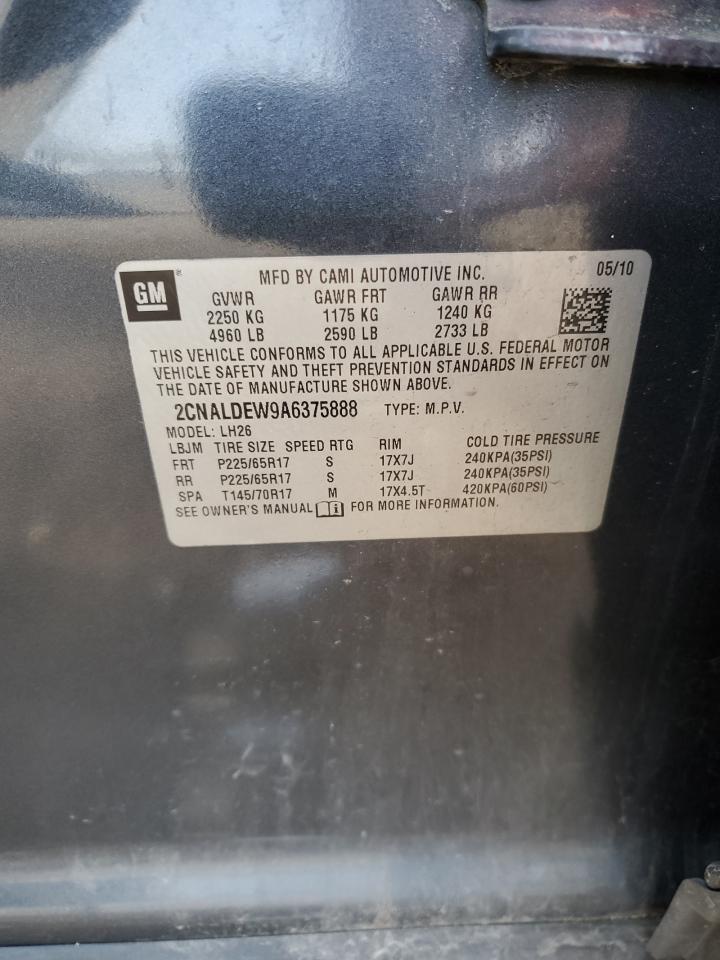 GM
MFD BY CAMI AUTOMOTIVE INC. 05/10
GVWR GAWR FRT GAWR RR
2250 KG 1175 KG 1240 KG
4960 LB 2590 LB 2733 LB
THIS VEHICLE CONFORMS TO ALL APPLICABLE U.S. FEDERAL MOTOR
VEHICLE SAFETY AND THEFT PREVENTION STANDARDS IN EFFECT ON
THE DATE OF MANUFACTURE SHOWN ABOVE.
2CNALDEW9A6375888 TYPE: M.P.V.
MODEL: LH26
LBJM TIRE SIZE SPEED RTG RIM COLD TIRE PRESSURE
FRT P225/65R17 S 17X7J 240KPA(35PSI)
RR P225/65R17 S 17X7J 240KPA(35PSI)
SPA T145/70R17 M 17X4.5T 420KPA(60PSI)
SEE OWNER'S MANUAL i FOR MORE INFORMATION.